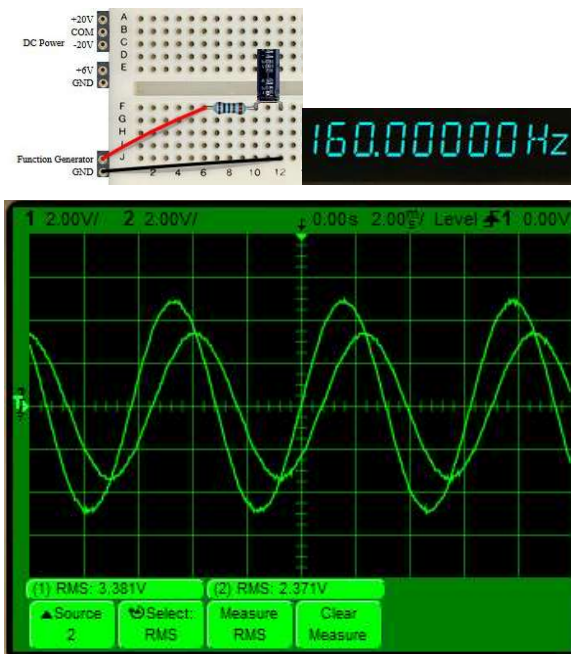 +20V
COM
DC Power
-20V
+6V
GND
Function Generator
GND
A
B
C
D
E
F
G
H
I
J
2 4 6 8 10 12
160.00000Hz
1 2.00V/ 2 2.00V/ 0.00s 2.00ms/ Level 1 0.00V
T
(1) RMS: 3.381V (2) RMS: 2.371V
Source Select: Measure Clear
2 RMS RMS Measure